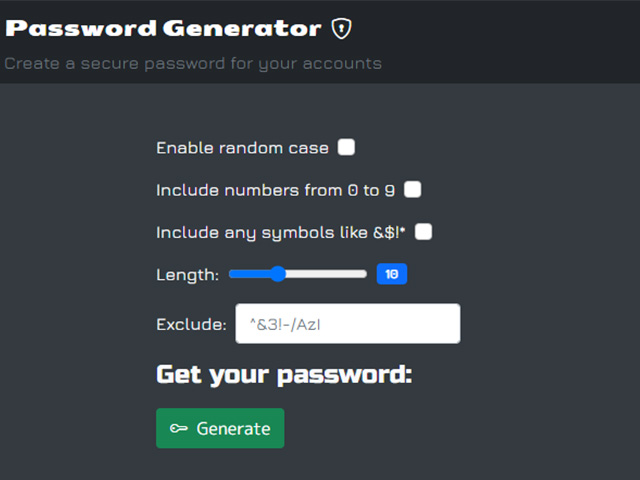 Password Generator
Create a secure password for your accounts
Enable random case
Include numbers from 0 to 9
Include any symbols like &$!*
Length: 10
Exclude: ^&3!-/AzI
Get your password:
Generate